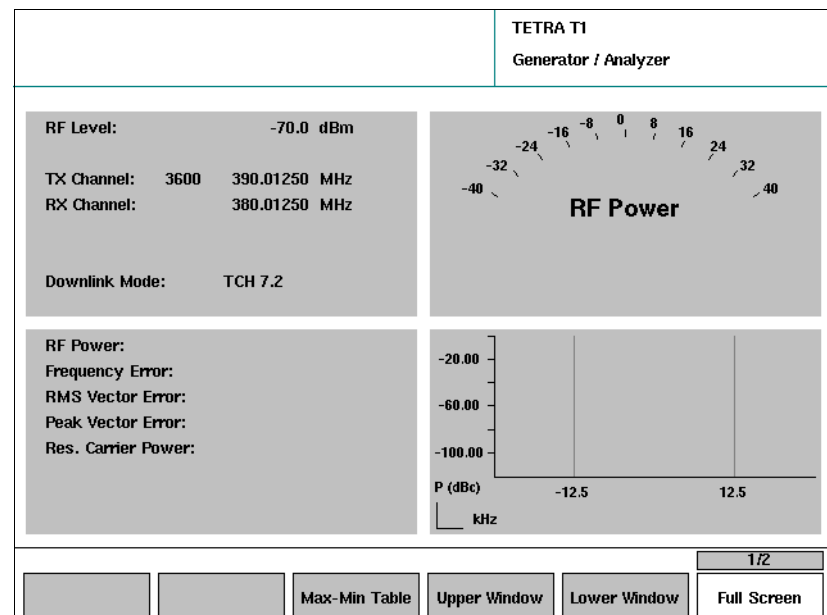 TETRA T1
Generator / Analyzer
RF Level: -70.0 dBm
TX Channel: 3600 390.01250 MHz
RX Channel: 380.01250 MHz
Downlink Mode: TCH 7.2
-40 -32 -24 -16 -8 0 8 16 24 32 40
RF Power
RF Power:
Frequency Error:
RMS Vector Error:
Peak Vector Error:
Res. Carrier Power:
-20.00
-60.00
-100.00
P (dBc) -12.5 12.5
kHz
1/2
Max-Min Table Upper Window Lower Window Full Screen